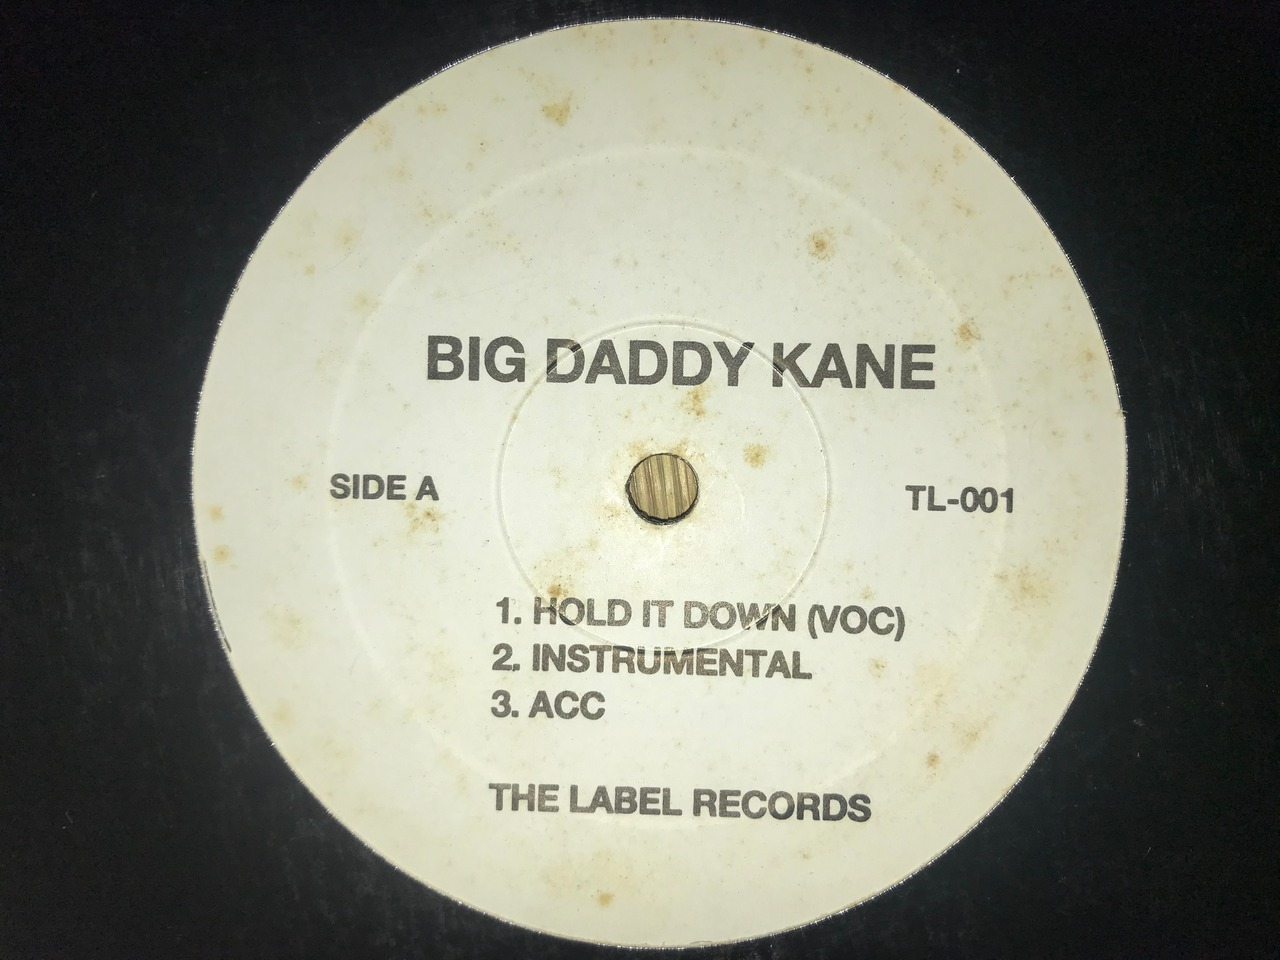 BIG DADDY KANE
SIDE A
TL-001
1. HOLD IT DOWN (VOC)
2. INSTRUMENTAL
3. ACC
THE LABEL RECORDS